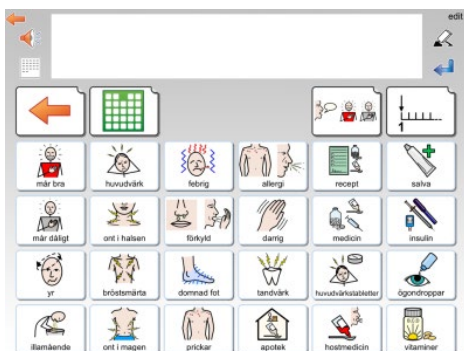 edit
1
mår bra
huvudvärk
febrig
allergi
recept
salva
mår dåligt
ont i halsen
förkyld
darrig
medicin
insulin
yr
bröstsmärta
domnad fot
tandvärk
huvudvärkstabletter
ögondroppar
illamående
ont i magen
prickar
apotek
hostmedicin
vitaminer